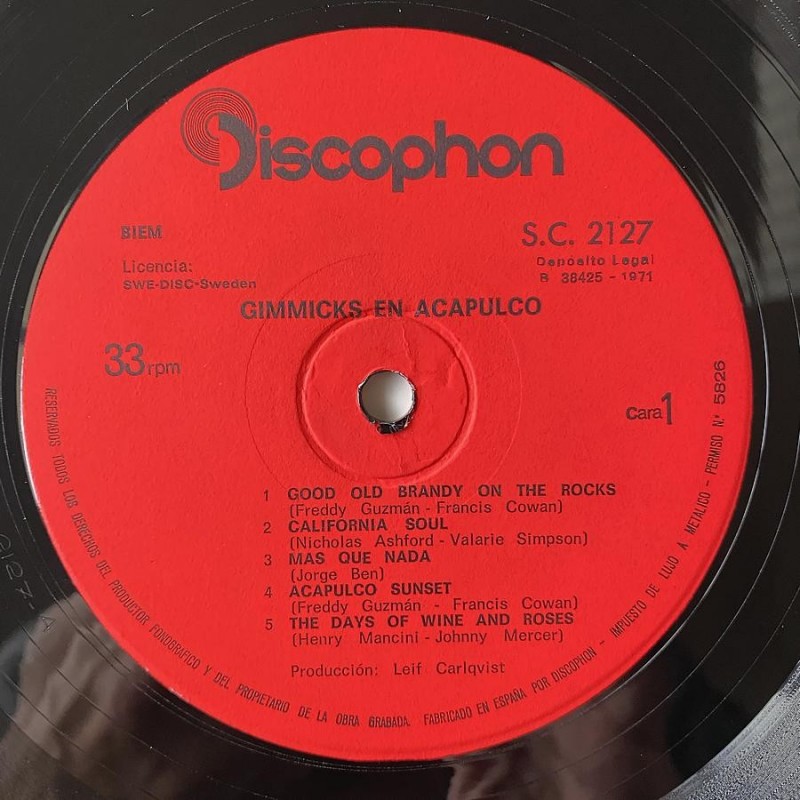 Discophon
BIEM
S.C. 2127
Licencia:
SWE-DISC-Sweden
Deposito Legal
B 38425 - 1971
GIMMICKS EN ACAPULCO
33 rpm
Cara 1
1 GOOD OLD BRANDY ON THE ROCKS
(Freddy Guzmán - Francis Cowan)
2 CALIFORNIA SOUL
(Nicholas Ashford - Valarie Simpson)
3 MAS QUE NADA
(Jorge Ben)
4 ACAPULCO SUNSET
(Freddy Guzmán - Francis Cowan)
5 THE DAYS OF WINE AND ROSES
(Henry Mancini - Johnny Mercer)
Producción: Leif Carlqvist
RESERVADOS TODOS LOS DERECHOS DEL PRODUCTOR FONOGRAFICO Y DEL PROPIETARIO DE LA OBRA GRABADA. FABRICADO EN ESPAÑA POR DISCOPHON - IMPUESTO DE LUJO A METALICO - PERMISO N.º 5826
2127-A